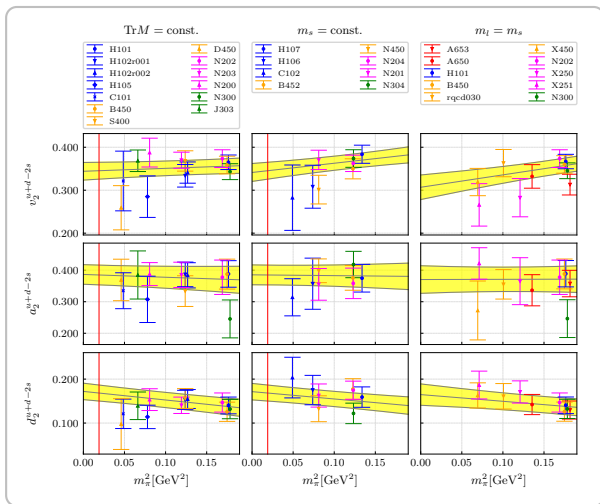 TrM = const.
m_s = const.
m_l = m_s
H101
D450
H102r001
N202
H102r002
N203
H105
N200
C101
N300
B450
J303
S400
H107
N450
H106
N204
C102
N201
B452
N304
A653
X450
A650
N202
H101
X250
B450
X251
rqcd030
N300
v_2^{u+d-2s}
0.400
0.300
0.200
a_2^{u+d-2s}
0.400
0.300
0.200
d_2^{u+d-2s}
0.200
0.100
0.00 0.05 0.10 0.15
0.00 0.05 0.10 0.15
0.00 0.05 0.10 0.15
m_π^2[GeV^2]
m_π^2[GeV^2]
m_π^2[GeV^2]